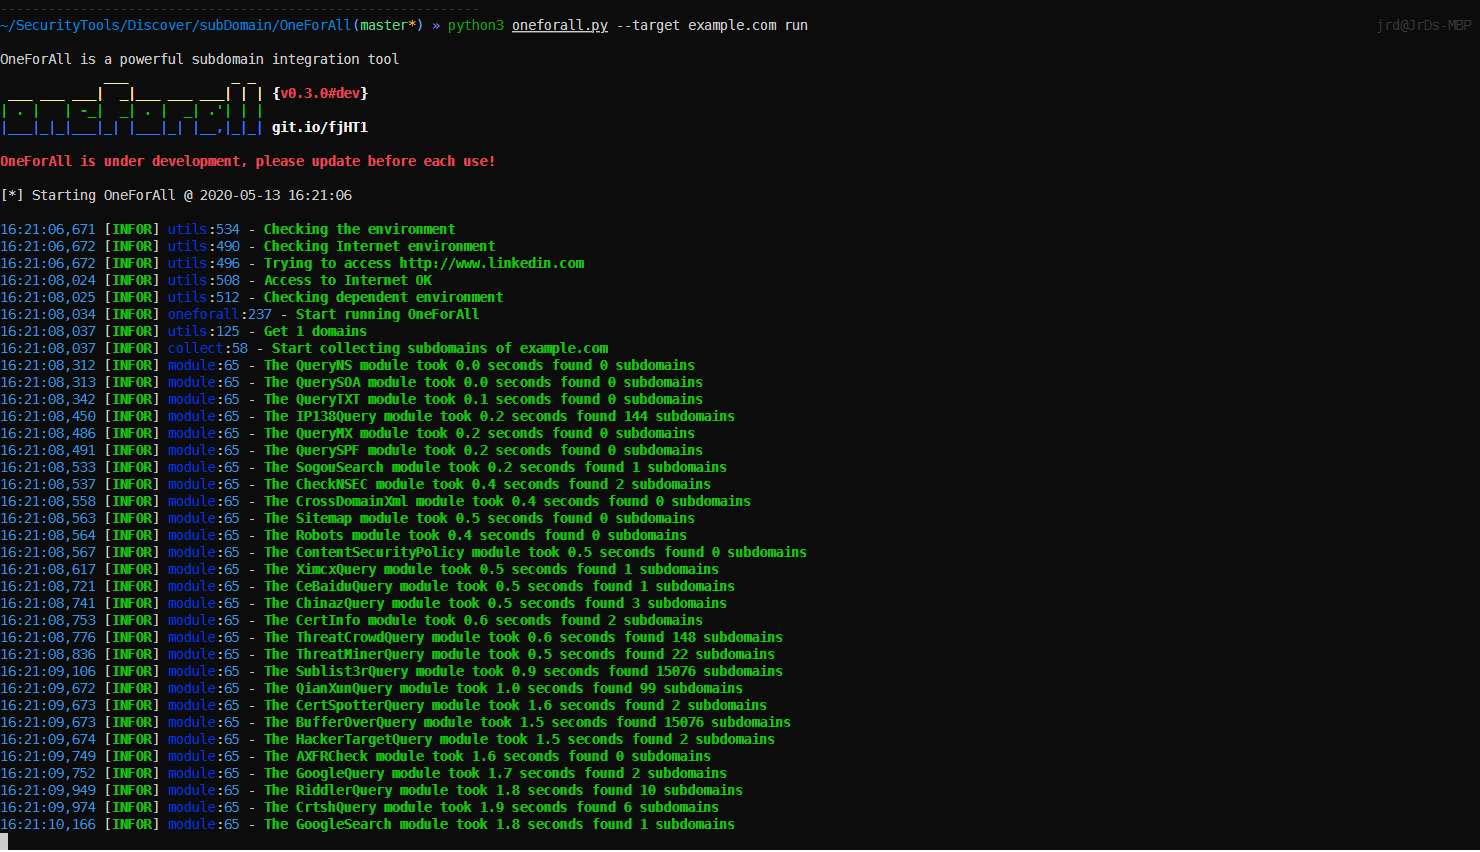 ~/SecurityTools/Discover/subDomain/OneForAll(master*) » python3 oneforall.py --target example.com run jrd@JrDs-MBP
OneForAll is a powerful subdomain integration tool
{v0.3.0#dev}
git.io/fjHT1
OneForAll is under development, please update before each use!
[*] Starting OneForAll @ 2020-05-13 16:21:06
16:21:06,671 [INFOR] utils:534 - Checking the environment
16:21:06,672 [INFOR] utils:490 - Checking Internet environment
16:21:06,672 [INFOR] utils:496 - Trying to access http://www.linkedin.com
16:21:08,024 [INFOR] utils:508 - Access to Internet OK
16:21:08,025 [INFOR] utils:512 - Checking dependent environment
16:21:08,034 [INFOR] oneforall:237 - Start running OneForAll
16:21:08,037 [INFOR] utils:125 - Get 1 domains
16:21:08,037 [INFOR] collect:58 - Start collecting subdomains of example.com
16:21:08,312 [INFOR] module:65 - The QueryNS module took 0.0 seconds found 0 subdomains
16:21:08,313 [INFOR] module:65 - The QuerySOA module took 0.0 seconds found 0 subdomains
16:21:08,342 [INFOR] module:65 - The QueryTXT module took 0.1 seconds found 0 subdomains
16:21:08,450 [INFOR] module:65 - The IP138Query module took 0.2 seconds found 144 subdomains
16:21:08,486 [INFOR] module:65 - The QueryMX module took 0.2 seconds found 0 subdomains
16:21:08,491 [INFOR] module:65 - The QuerySPF module took 0.2 seconds found 0 subdomains
16:21:08,533 [INFOR] module:65 - The SogouSearch module took 0.2 seconds found 1 subdomains
16:21:08,537 [INFOR] module:65 - The CheckNSEC module took 0.4 seconds found 2 subdomains
16:21:08,558 [INFOR] module:65 - The CrossDomainXml module took 0.4 seconds found 0 subdomains
16:21:08,563 [INFOR] module:65 - The Sitemap module took 0.5 seconds found 0 subdomains
16:21:08,564 [INFOR] module:65 - The Robots module took 0.4 seconds found 0 subdomains
16:21:08,567 [INFOR] module:65 - The ContentSecurityPolicy module took 0.5 seconds found 0 subdomains
16:21:08,617 [INFOR] module:65 - The XimcxQuery module took 0.5 seconds found 1 subdomains
16:21:08,721 [INFOR] module:65 - The CeBaiduQuery module took 0.5 seconds found 1 subdomains
16:21:08,741 [INFOR] module:65 - The ChinazQuery module took 0.5 seconds found 3 subdomains
16:21:08,753 [INFOR] module:65 - The CertInfo module took 0.6 seconds found 2 subdomains
16:21:08,776 [INFOR] module:65 - The ThreatCrowdQuery module took 0.6 seconds found 148 subdomains
16:21:08,836 [INFOR] module:65 - The ThreatMinerQuery module took 0.5 seconds found 22 subdomains
16:21:09,106 [INFOR] module:65 - The Sublist3rQuery module took 0.9 seconds found 15076 subdomains
16:21:09,672 [INFOR] module:65 - The QianXunQuery module took 1.0 seconds found 99 subdomains
16:21:09,673 [INFOR] module:65 - The CertSpotterQuery module took 1.6 seconds found 2 subdomains
16:21:09,673 [INFOR] module:65 - The BufferOverQuery module took 1.5 seconds found 15076 subdomains
16:21:09,674 [INFOR] module:65 - The HackerTargetQuery module took 1.5 seconds found 2 subdomains
16:21:09,749 [INFOR] module:65 - The AXFRCheck module took 1.6 seconds found 0 subdomains
16:21:09,752 [INFOR] module:65 - The GoogleQuery module took 1.7 seconds found 2 subdomains
16:21:09,949 [INFOR] module:65 - The RiddlerQuery module took 1.8 seconds found 10 subdomains
16:21:09,974 [INFOR] module:65 - The CrtshQuery module took 1.9 seconds found 6 subdomains
16:21:10,166 [INFOR] module:65 - The GoogleSearch module took 1.8 seconds found 1 subdomains